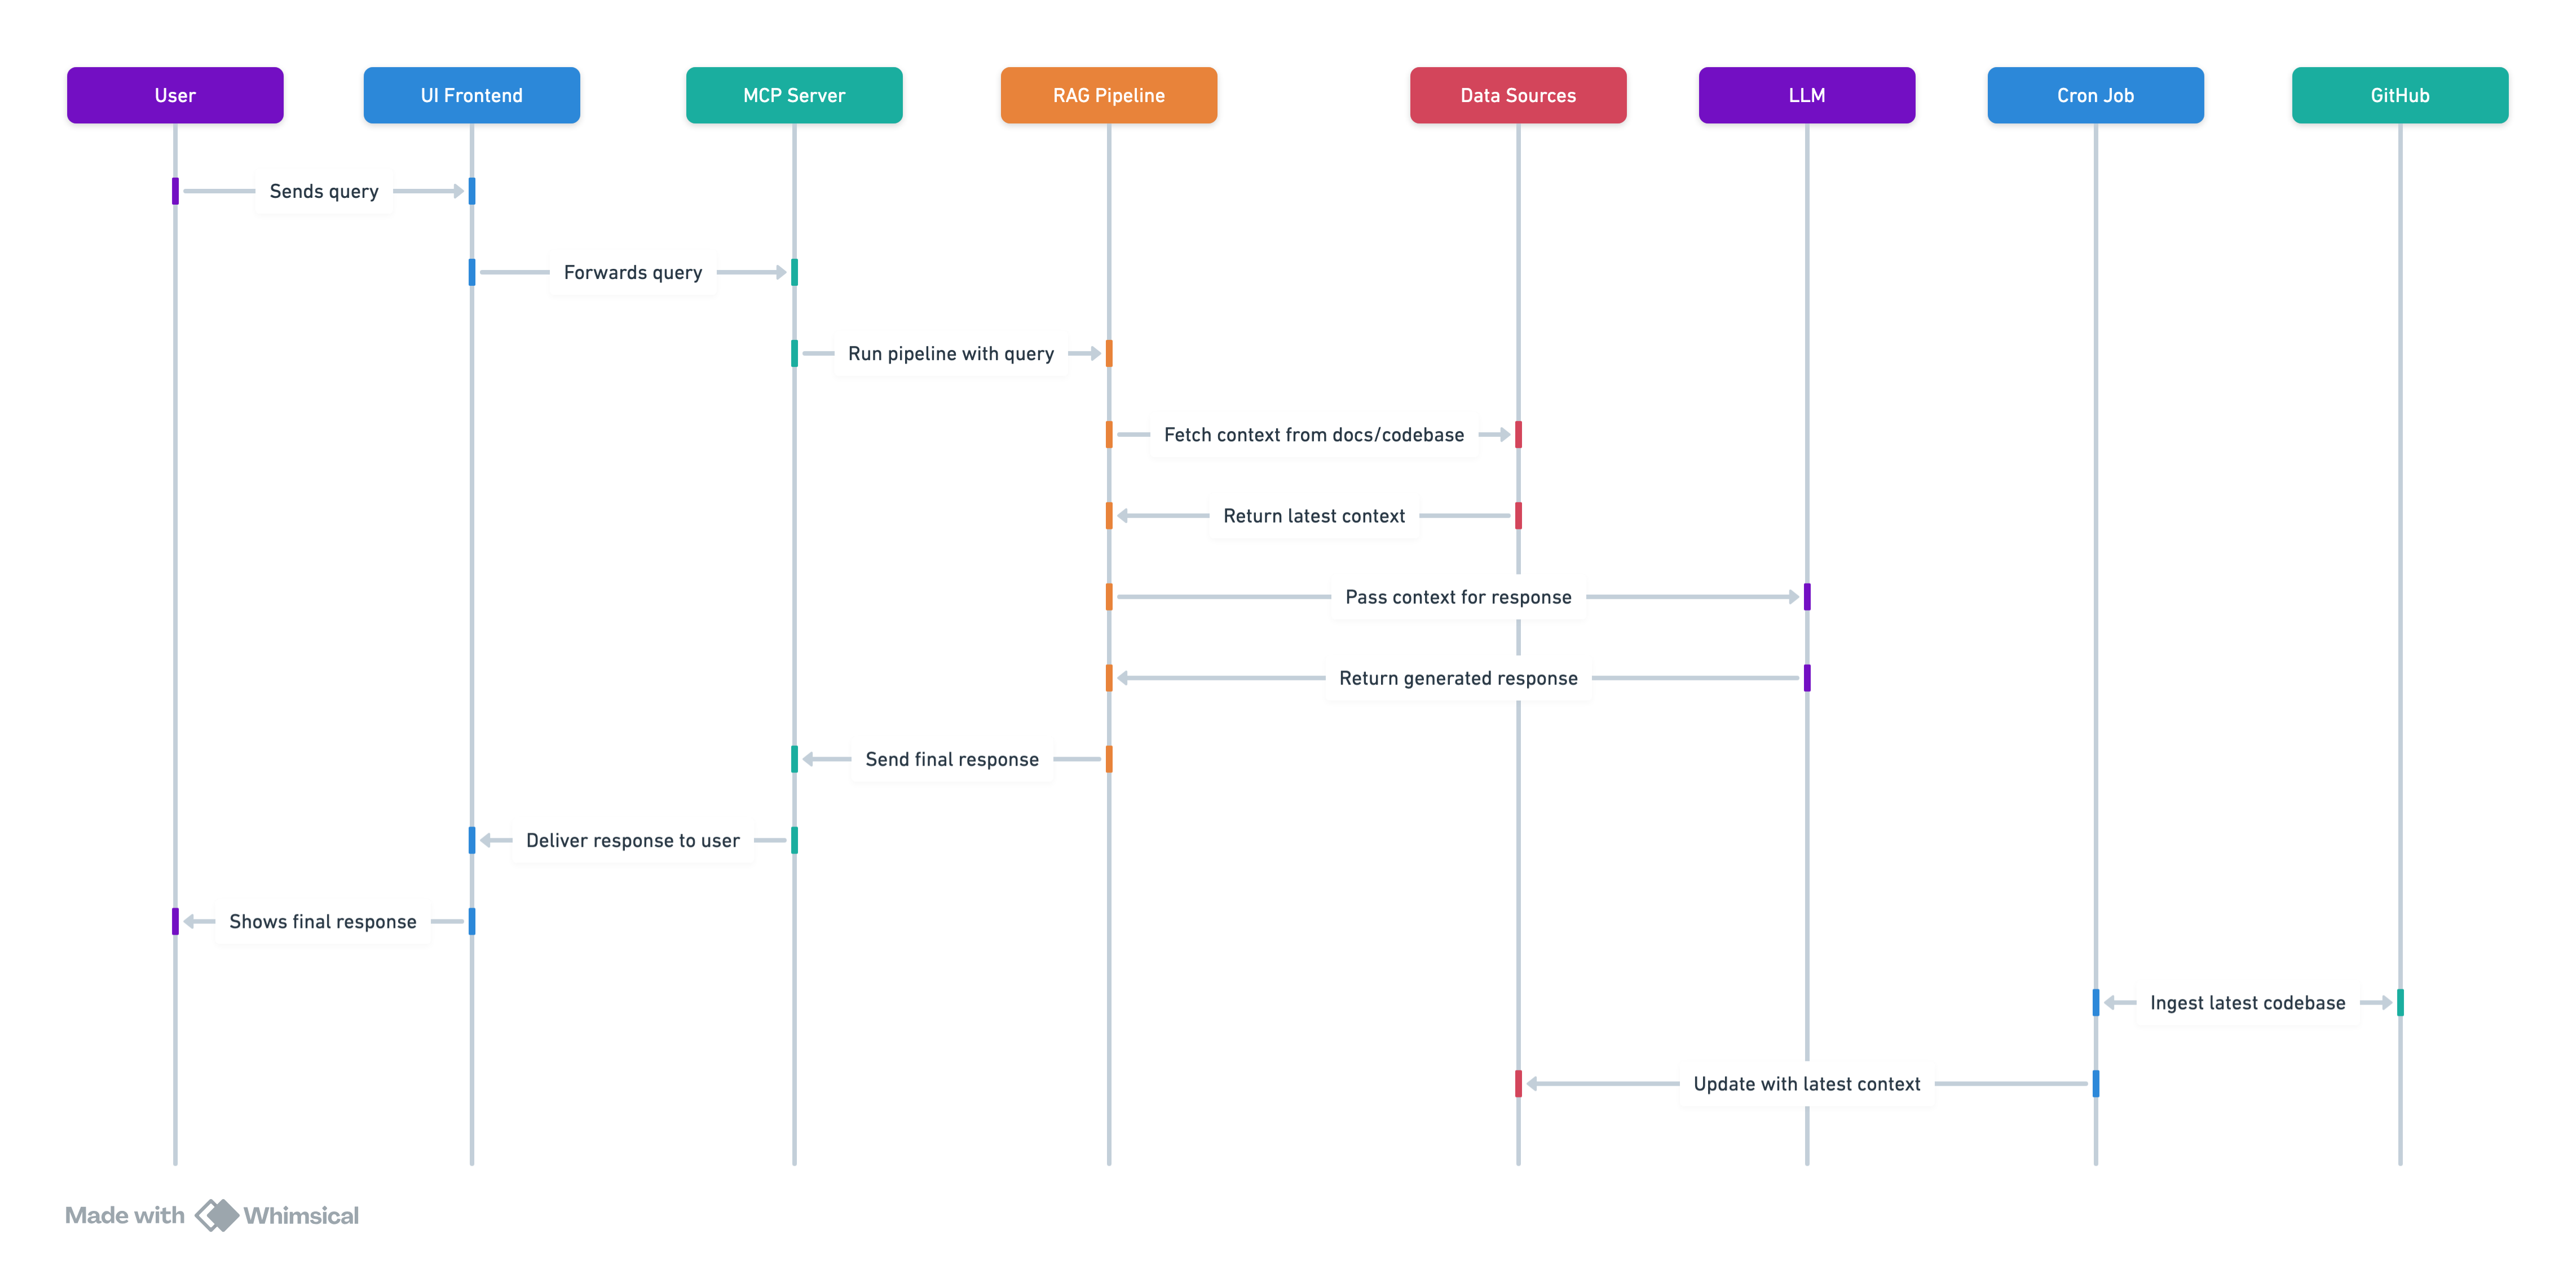 User
UI Frontend
MCP Server
RAG Pipeline
Data Sources
LLM
Cron Job
GitHub
Sends query
Forwards query
Run pipeline with query
Fetch context from docs/codebase
Return latest context
Pass context for response
Return generated response
Send final response
Deliver response to user
Shows final response
Ingest latest codebase
Update with latest context
Made with Whimsical